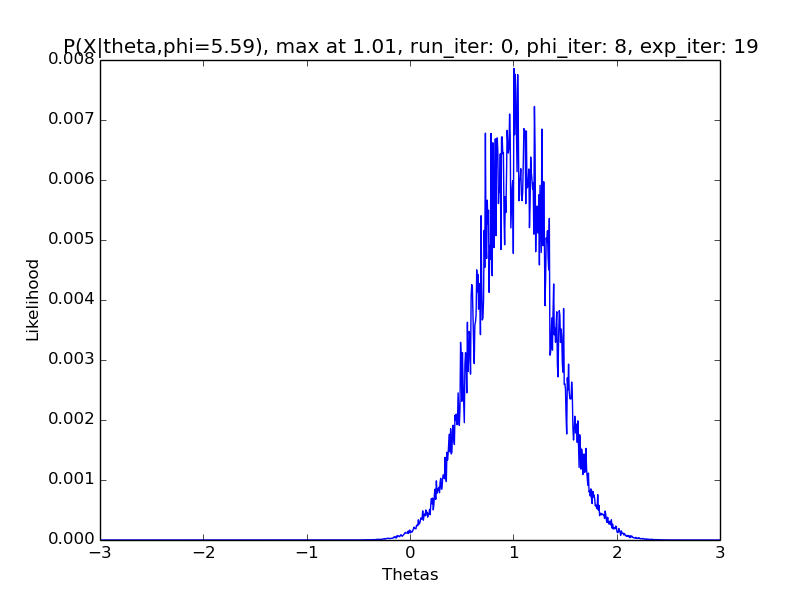 P(X|theta,phi=5.59), max at 1.01, run_iter: 0, phi_iter: 8, exp_iter: 19
0.008
0.007
0.006
0.005
0.004
0.003
0.002
0.001
0.000
Likelihood
−3 −2 −1 0 1 2 3
Thetas